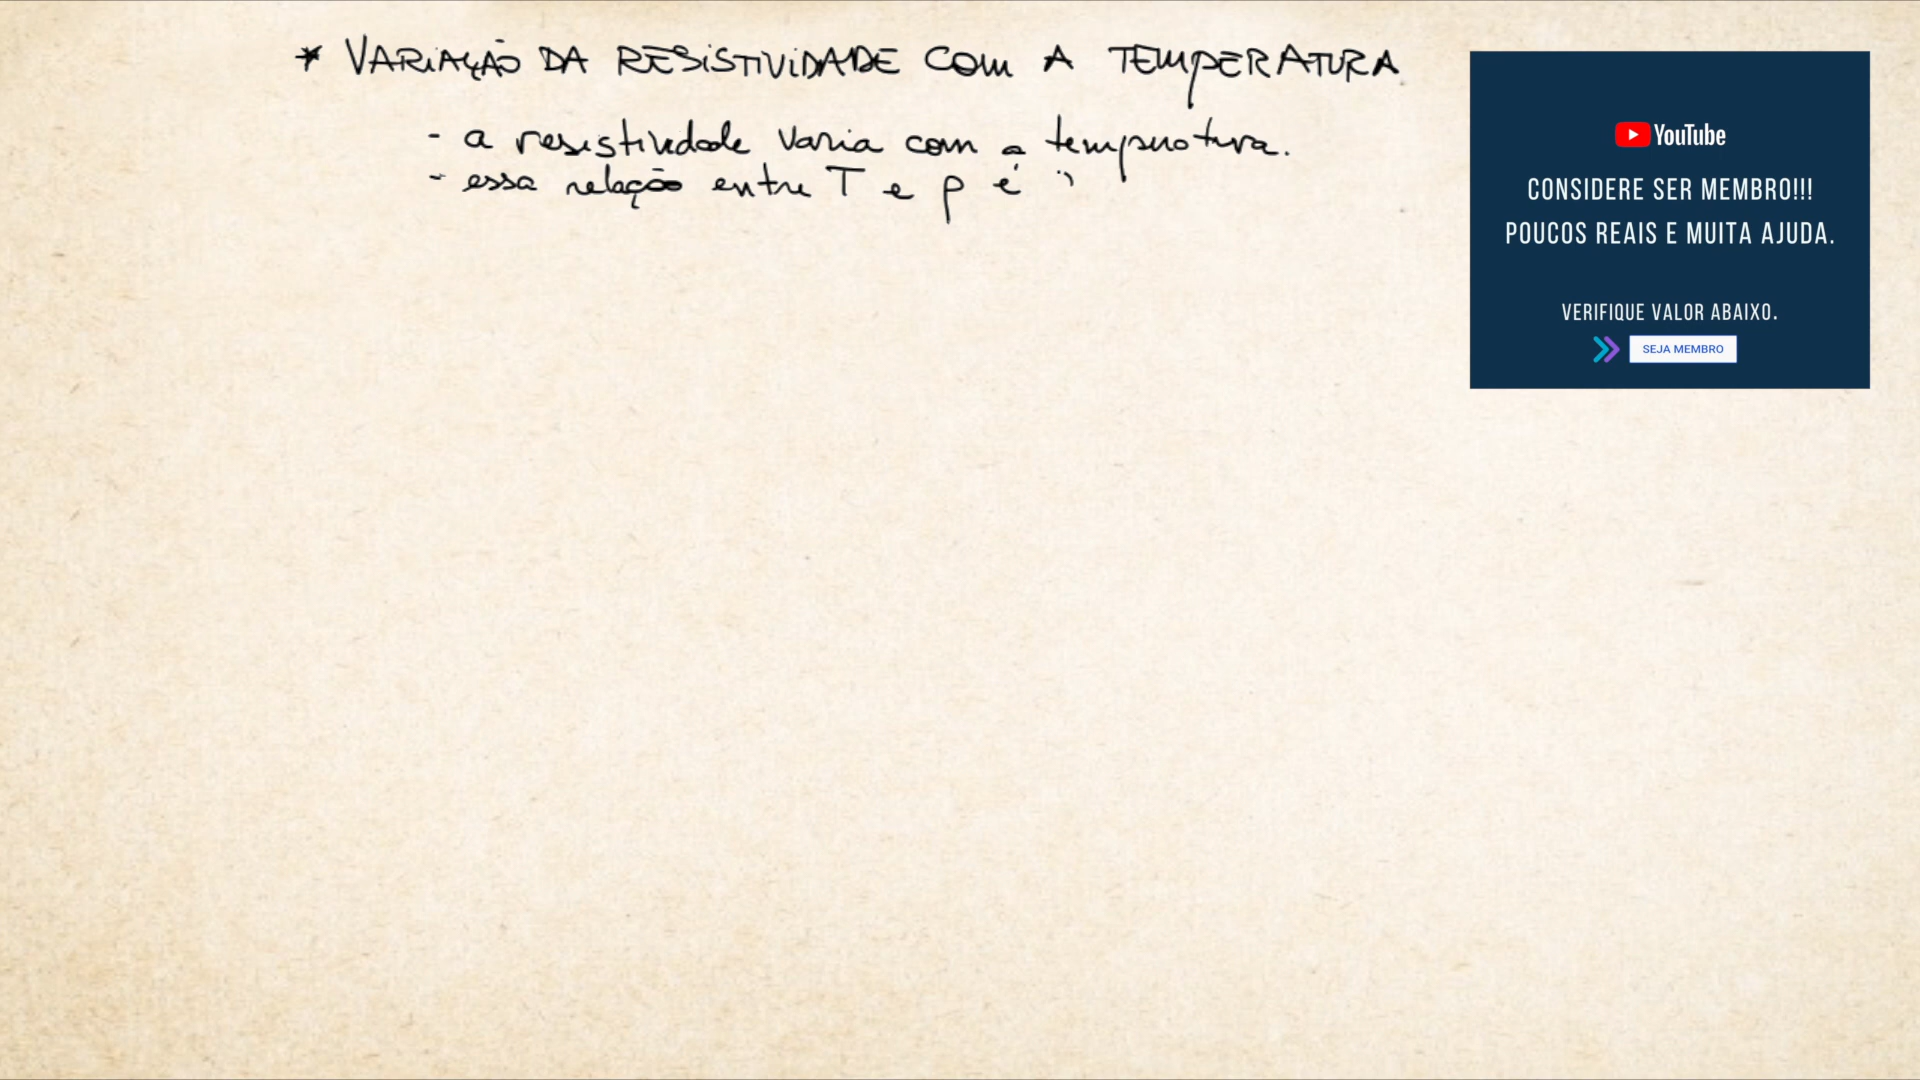 * VARIAÇÃO DA RESISTIVIDADE COM A TEMPERATURA
- a resistividade varia com a temperatura.
- essa relação entre T e ρ é "
YouTube
CONSIDERE SER MEMBRO!!!
POUCOS REAIS E MUITA AJUDA.
VERIFIQUE VALOR ABAIXO.
SEJA MEMBRO